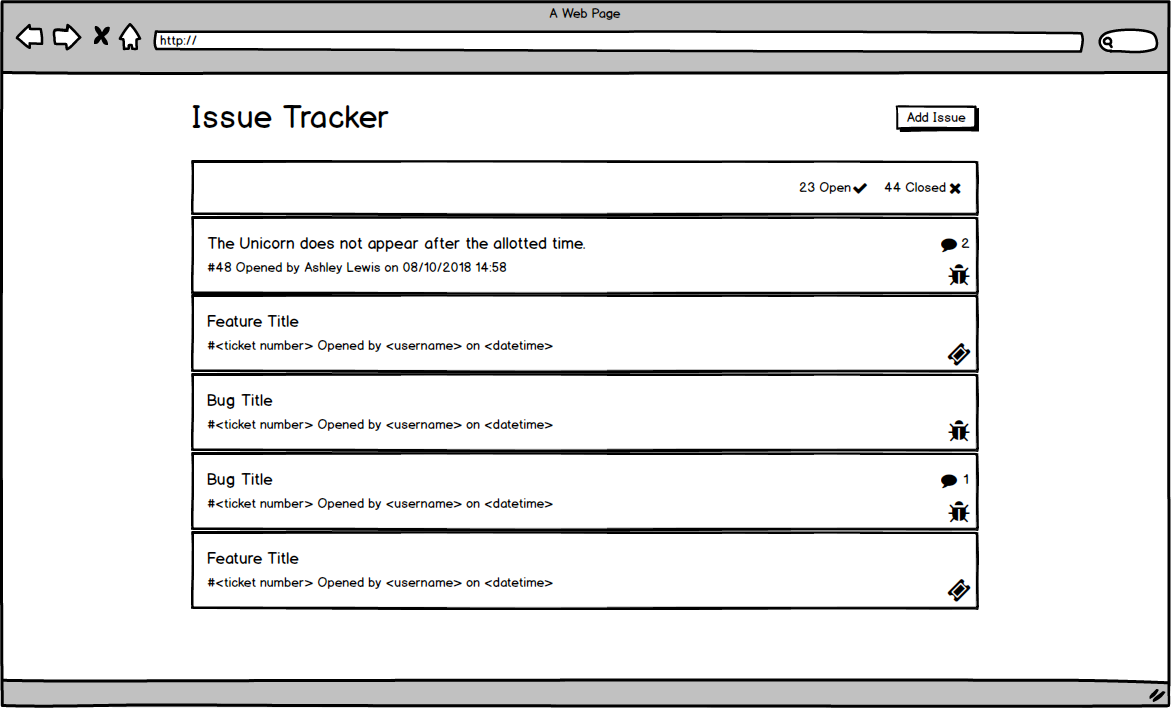 A Web Page
http://
Issue Tracker
Add Issue
23 Open 44 Closed
The Unicorn does not appear after the allotted time.
2
#48 Opened by Ashley Lewis on 08/10/2018 14:58
Feature Title
#<ticket number> Opened by <username> on <datetime>
Bug Title
#<ticket number> Opened by <username> on <datetime>
Bug Title
1
#<ticket number> Opened by <username> on <datetime>
Feature Title
#<ticket number> Opened by <username> on <datetime>